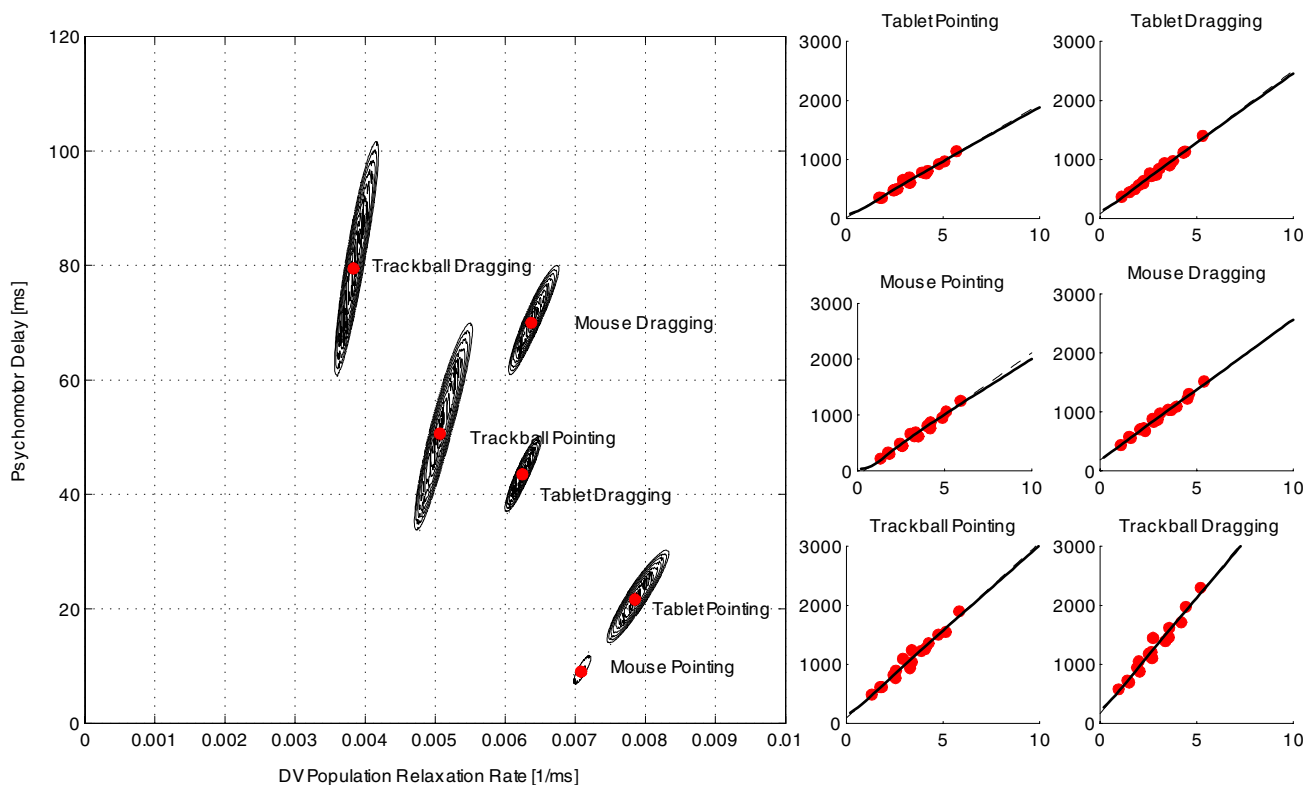 120
100
80
60
40
20
0
Psychomotor Delay [ms]
Trackball Dragging
Mouse Dragging
Trackball Pointing
Tablet Dragging
Tablet Pointing
Mouse Pointing
0 0.001 0.002 0.003 0.004 0.005 0.006 0.007 0.008 0.009 0.01
DV Population Relaxation Rate [1/ms]
Tablet Pointing
3000
2000
1000
0
0 5 10
Tablet Dragging
3000
2000
1000
0
0 5 10
Mouse Pointing
3000
2000
1000
0
0 5 10
Mouse Dragging
3000
2000
1000
0
0 5 10
Trackball Pointing
3000
2000
1000
0
0 5 10
Trackball Dragging
3000
2000
1000
0
0 5 10